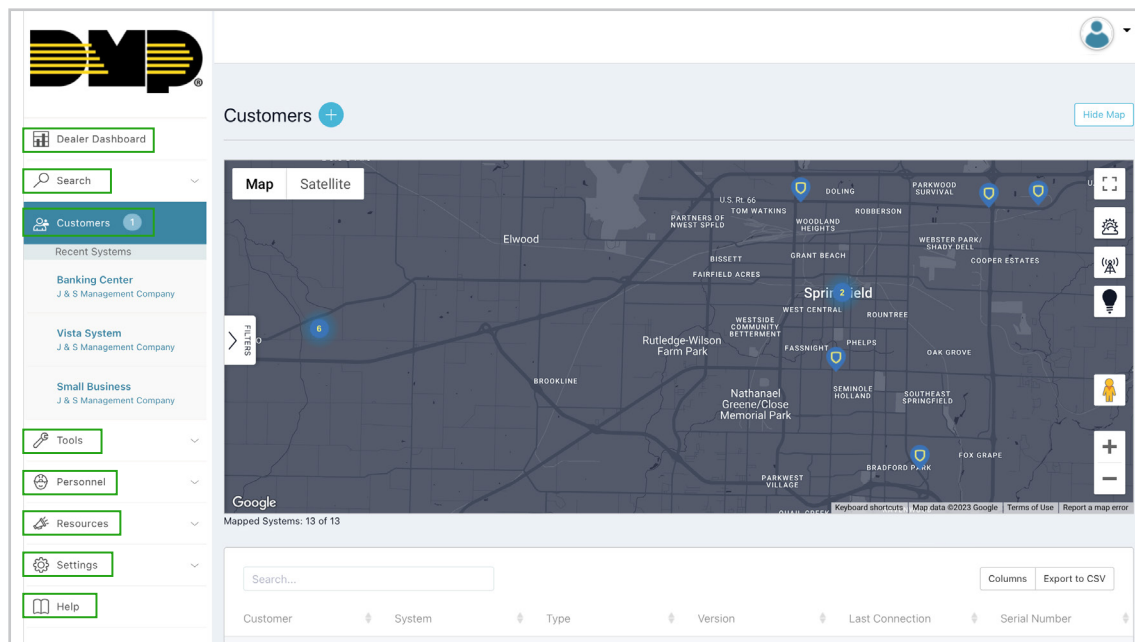 DMP®
Dealer Dashboard
Search
Customers 1
Recent Systems
Banking Center
J & S Management Company
Vista System
J & S Management Company
Small Business
J & S Management Company
Tools
Personnel
Resources
Settings
Help
Customers +
Hide Map
Map Satellite
U.S. Rt. 66
TOM WATKINS
DOLING
PARKWOOD
SURVIVAL
PARTNERS OF
NWEST SPFLD
WOODLAND
HEIGHTS
ROBBERSON
Elwood
WEBSTER PARK/
SHADY DELL
BISSETT
GRANT BEACH
COOPER ESTATES
FAIRFIELD ACRES
2
WEST CENTRAL
ROUNTREE
6
FILTERS
WESTSIDE
COMMUNITY
BETTERMENT
Rutledge-Wilson
Farm Park
FASSNIGHT
PHELPS
OAK GROVE
BROOKLINE
Nathanael
Greene/Close
Memorial Park
SEMINOLE
HOLLAND
SOUTHEAST
SPRINGFIELD
FOX GRAPE
BRADFORD PARK
PARKWEST
VILLAGE
QUAIL CREEK
Google
Keyboard shortcuts Map data ©2023 Google Terms of Use Report a map error
Mapped Systems: 13 of 13
Search...
Columns Export to CSV
Customer System Type Version Last Connection Serial Number